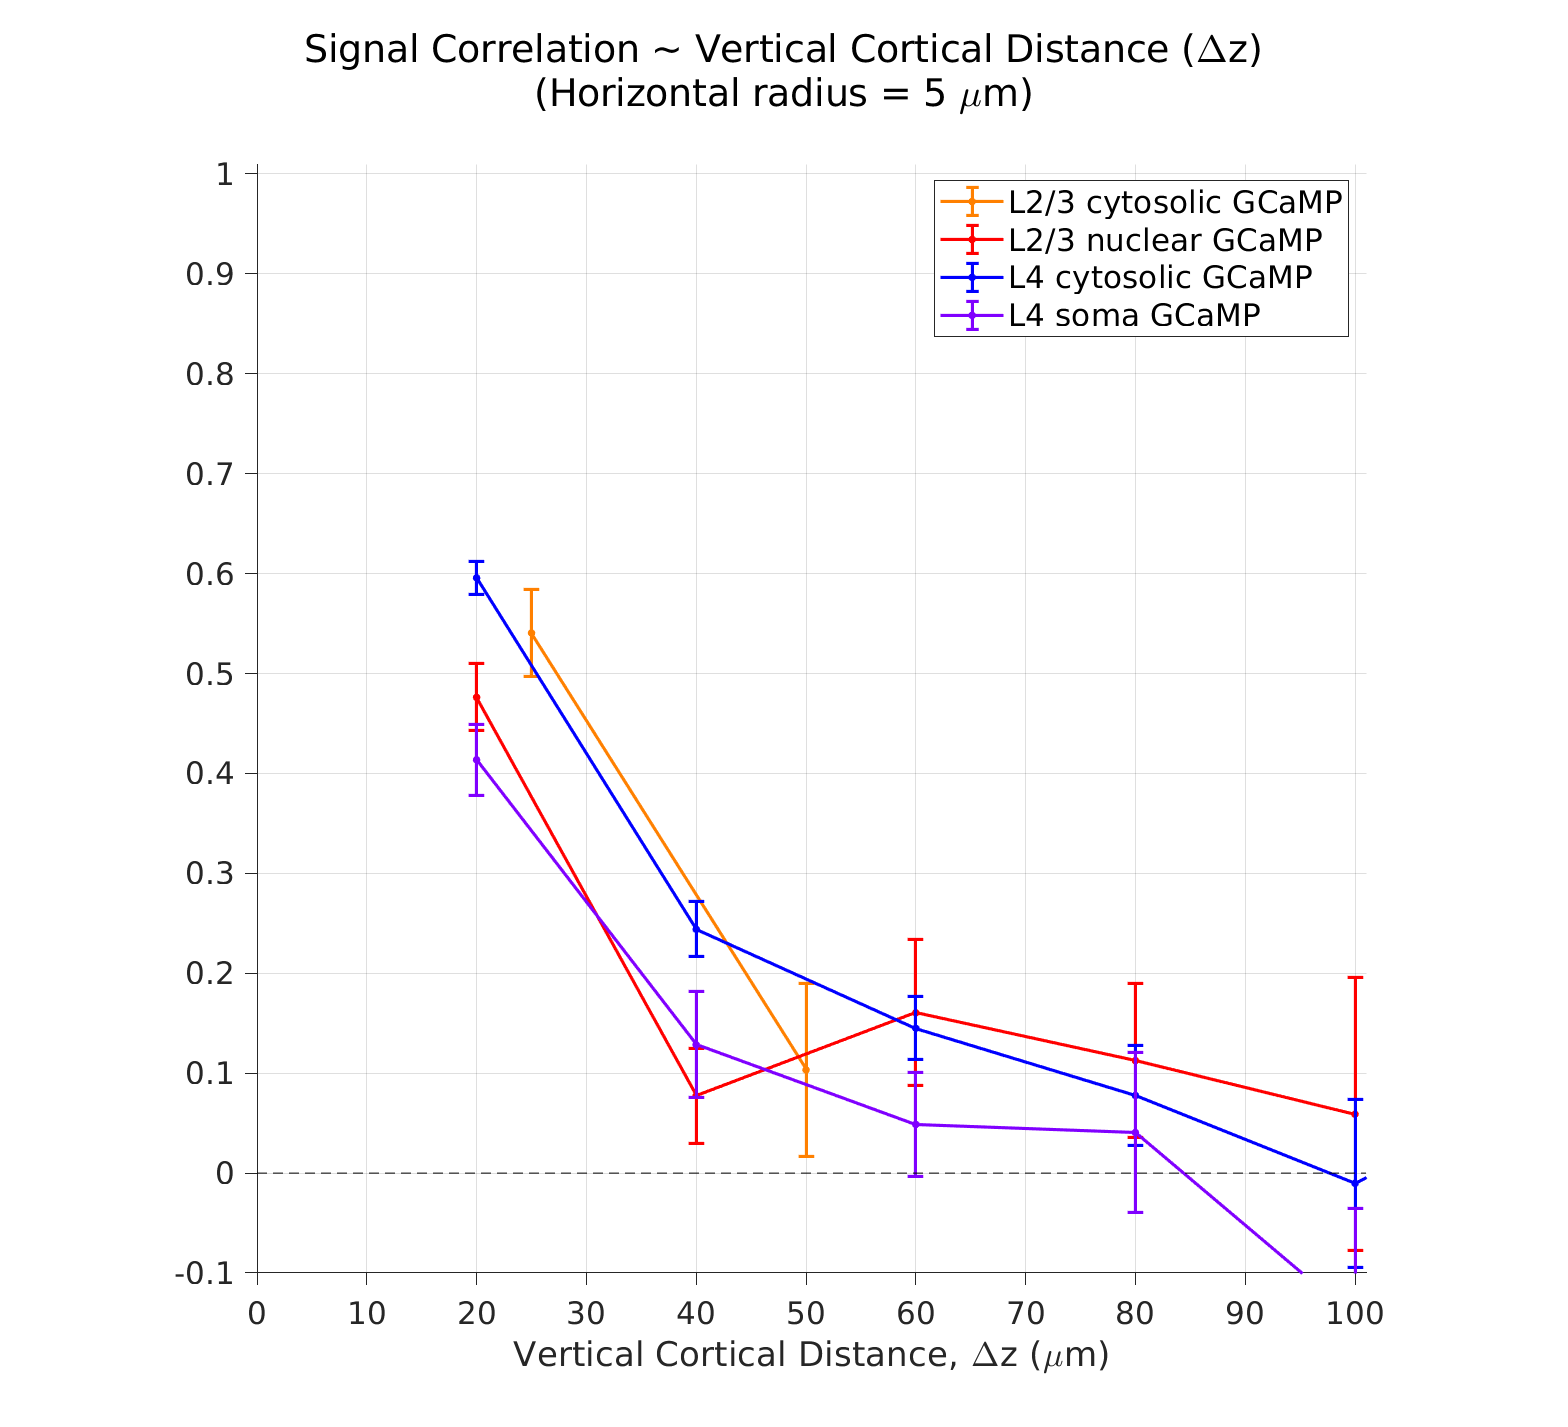 Signal Correlation ~ Vertical Cortical Distance (Δz)
(Horizontal radius = 5 μm)
1
0.9
0.8
0.7
0.6
0.5
0.4
0.3
0.2
0.1
0
-0.1
L2/3 cytosolic GCaMP
L2/3 nuclear GCaMP
L4 cytosolic GCaMP
L4 soma GCaMP
0 10 20 30 40 50 60 70 80 90 100
Vertical Cortical Distance, Δz (μm)